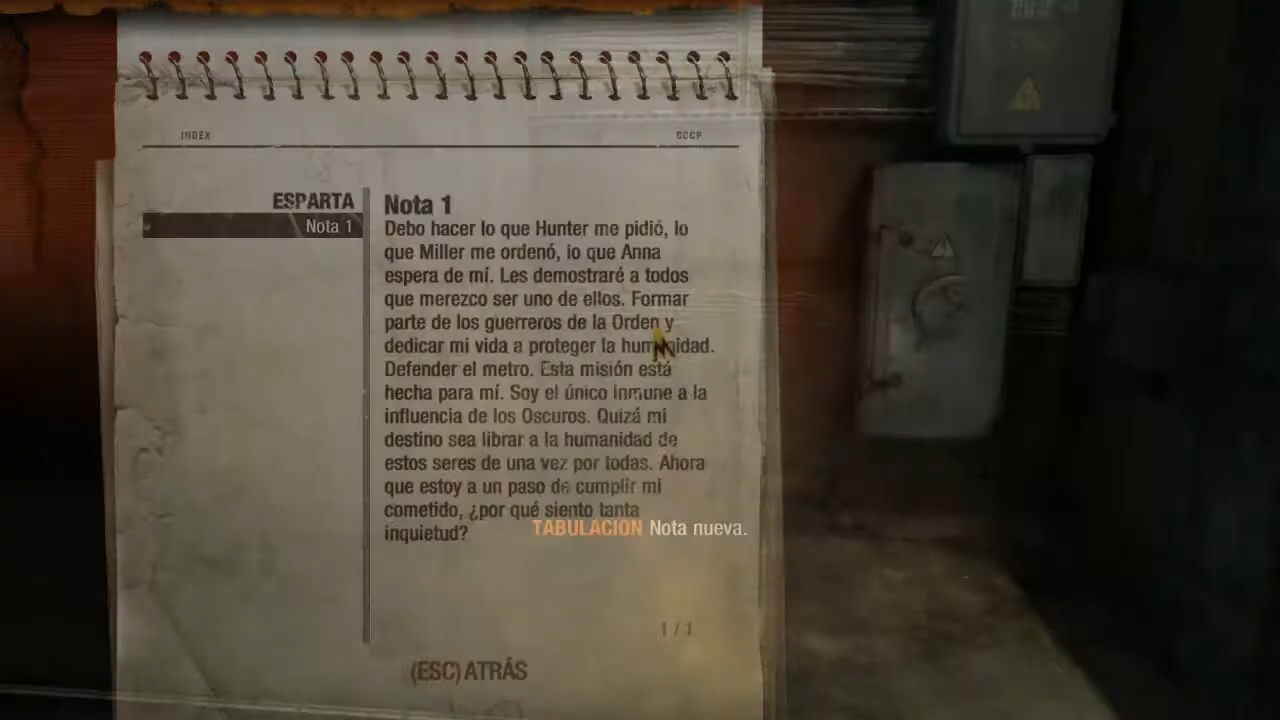 INDEX
CCCP
ESPARTA
Nota 1
Nota 1
Debo hacer lo que Hunter me pidió, lo
que Miller me ordenó, lo que Anna
espera de mí. Les demostraré a todos
que merezco ser uno de ellos. Formar
parte de los guerreros de la Orden y
dedicar mi vida a proteger la humanidad.
Defender el metro. Esta misión está
hecha para mí. Soy el único inmune a la
influencia de los Oscuros. Quizá mi
destino sea librar a la humanidad de
estos seres de una vez por todas. Ahora
que estoy a un paso de cumplir mi
cometido, ¿por qué siento tanta
inquietud?
TABULACION Nota nueva.
1 / 1
(ESC) ATRÁS